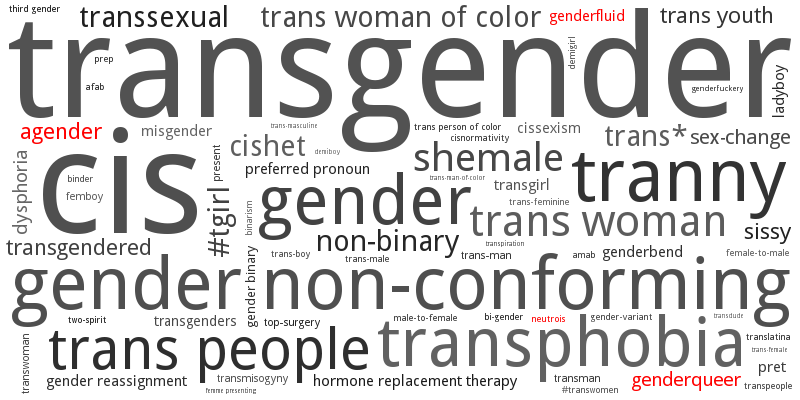 third gender
transsexual
trans woman of color
genderfluid
trans youth
transgender
prep
afab
demigirl
genderfuckery
ladyboy
agender
misgender
trans-masculine
trans person of color
cisnormativity
cissexism
trans*
sex-change
cis
cishet
demiboy
shemale
tranny
dysphoria
binder
femboy
present
preferred pronoun
trans-man-of-color
transgirl
#tgirl
gender
trans-feminine
binarism
trans woman
sissy
transgendered
non-binary
transpiration
gender binary
trans-boy
trans-male
trans-man
amab
genderbend
female-to-male
gender non-conforming
two-spirit
transgenders
top-surgery
male-to-female
bi-gender
neutrois
gender-variant
transdude
trans people
transphobia
translatina
trans-female
transwoman
pret
gender reassignment
transmisogyny
hormone replacement therapy
transman
genderqueer
transpeople
femme presenting
#transwomen